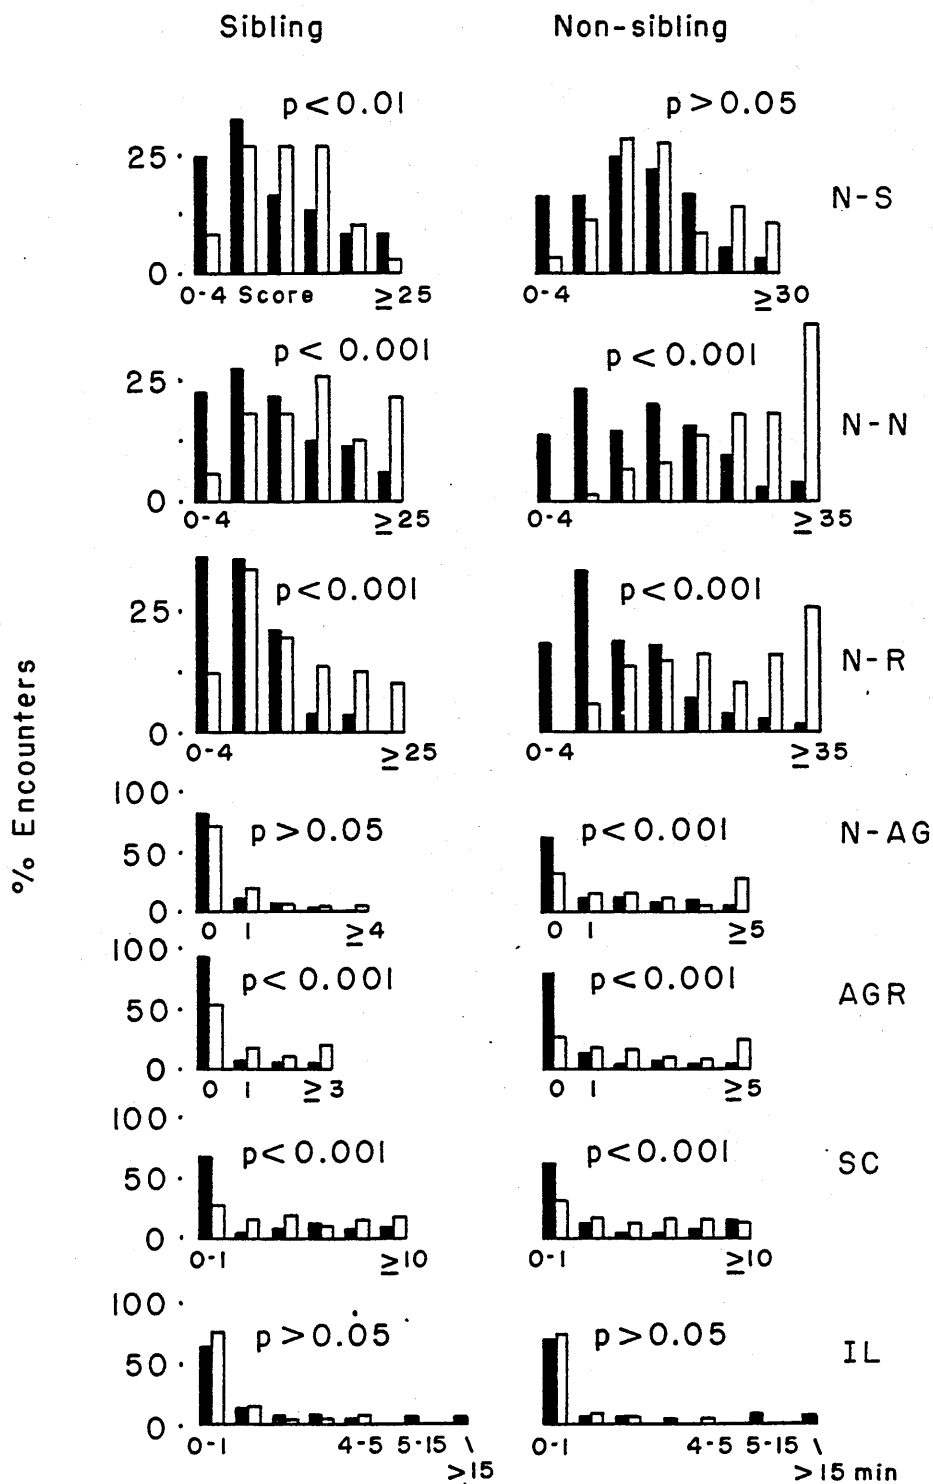 Sibling Non-sibling
p < 0.01 p > 0.05
25
N-S
0
0-4 Score ≥25 0-4 ≥30
p < 0.001 p < 0.001
25
N-N
0
0-4 ≥25 0-4 ≥35
p < 0.001 p < 0.001
25
N-R
0
0-4 ≥25 0-4 ≥35
% Encounters
100
p > 0.05 p < 0.001 N-AG
50
0
0 1 ≥4 0 1 ≥5
100
p < 0.001 p < 0.001 AGR
50
0
0 1 ≥3 0 1 ≥5
100
p < 0.001 p < 0.001 SC
50
0
0-1 ≥10 0-1 ≥10
100
p > 0.05 p > 0.05 IL
50
0
0-1 4-5 5-15 \ 0-1 4-5 5-15 \
>15 >15 min